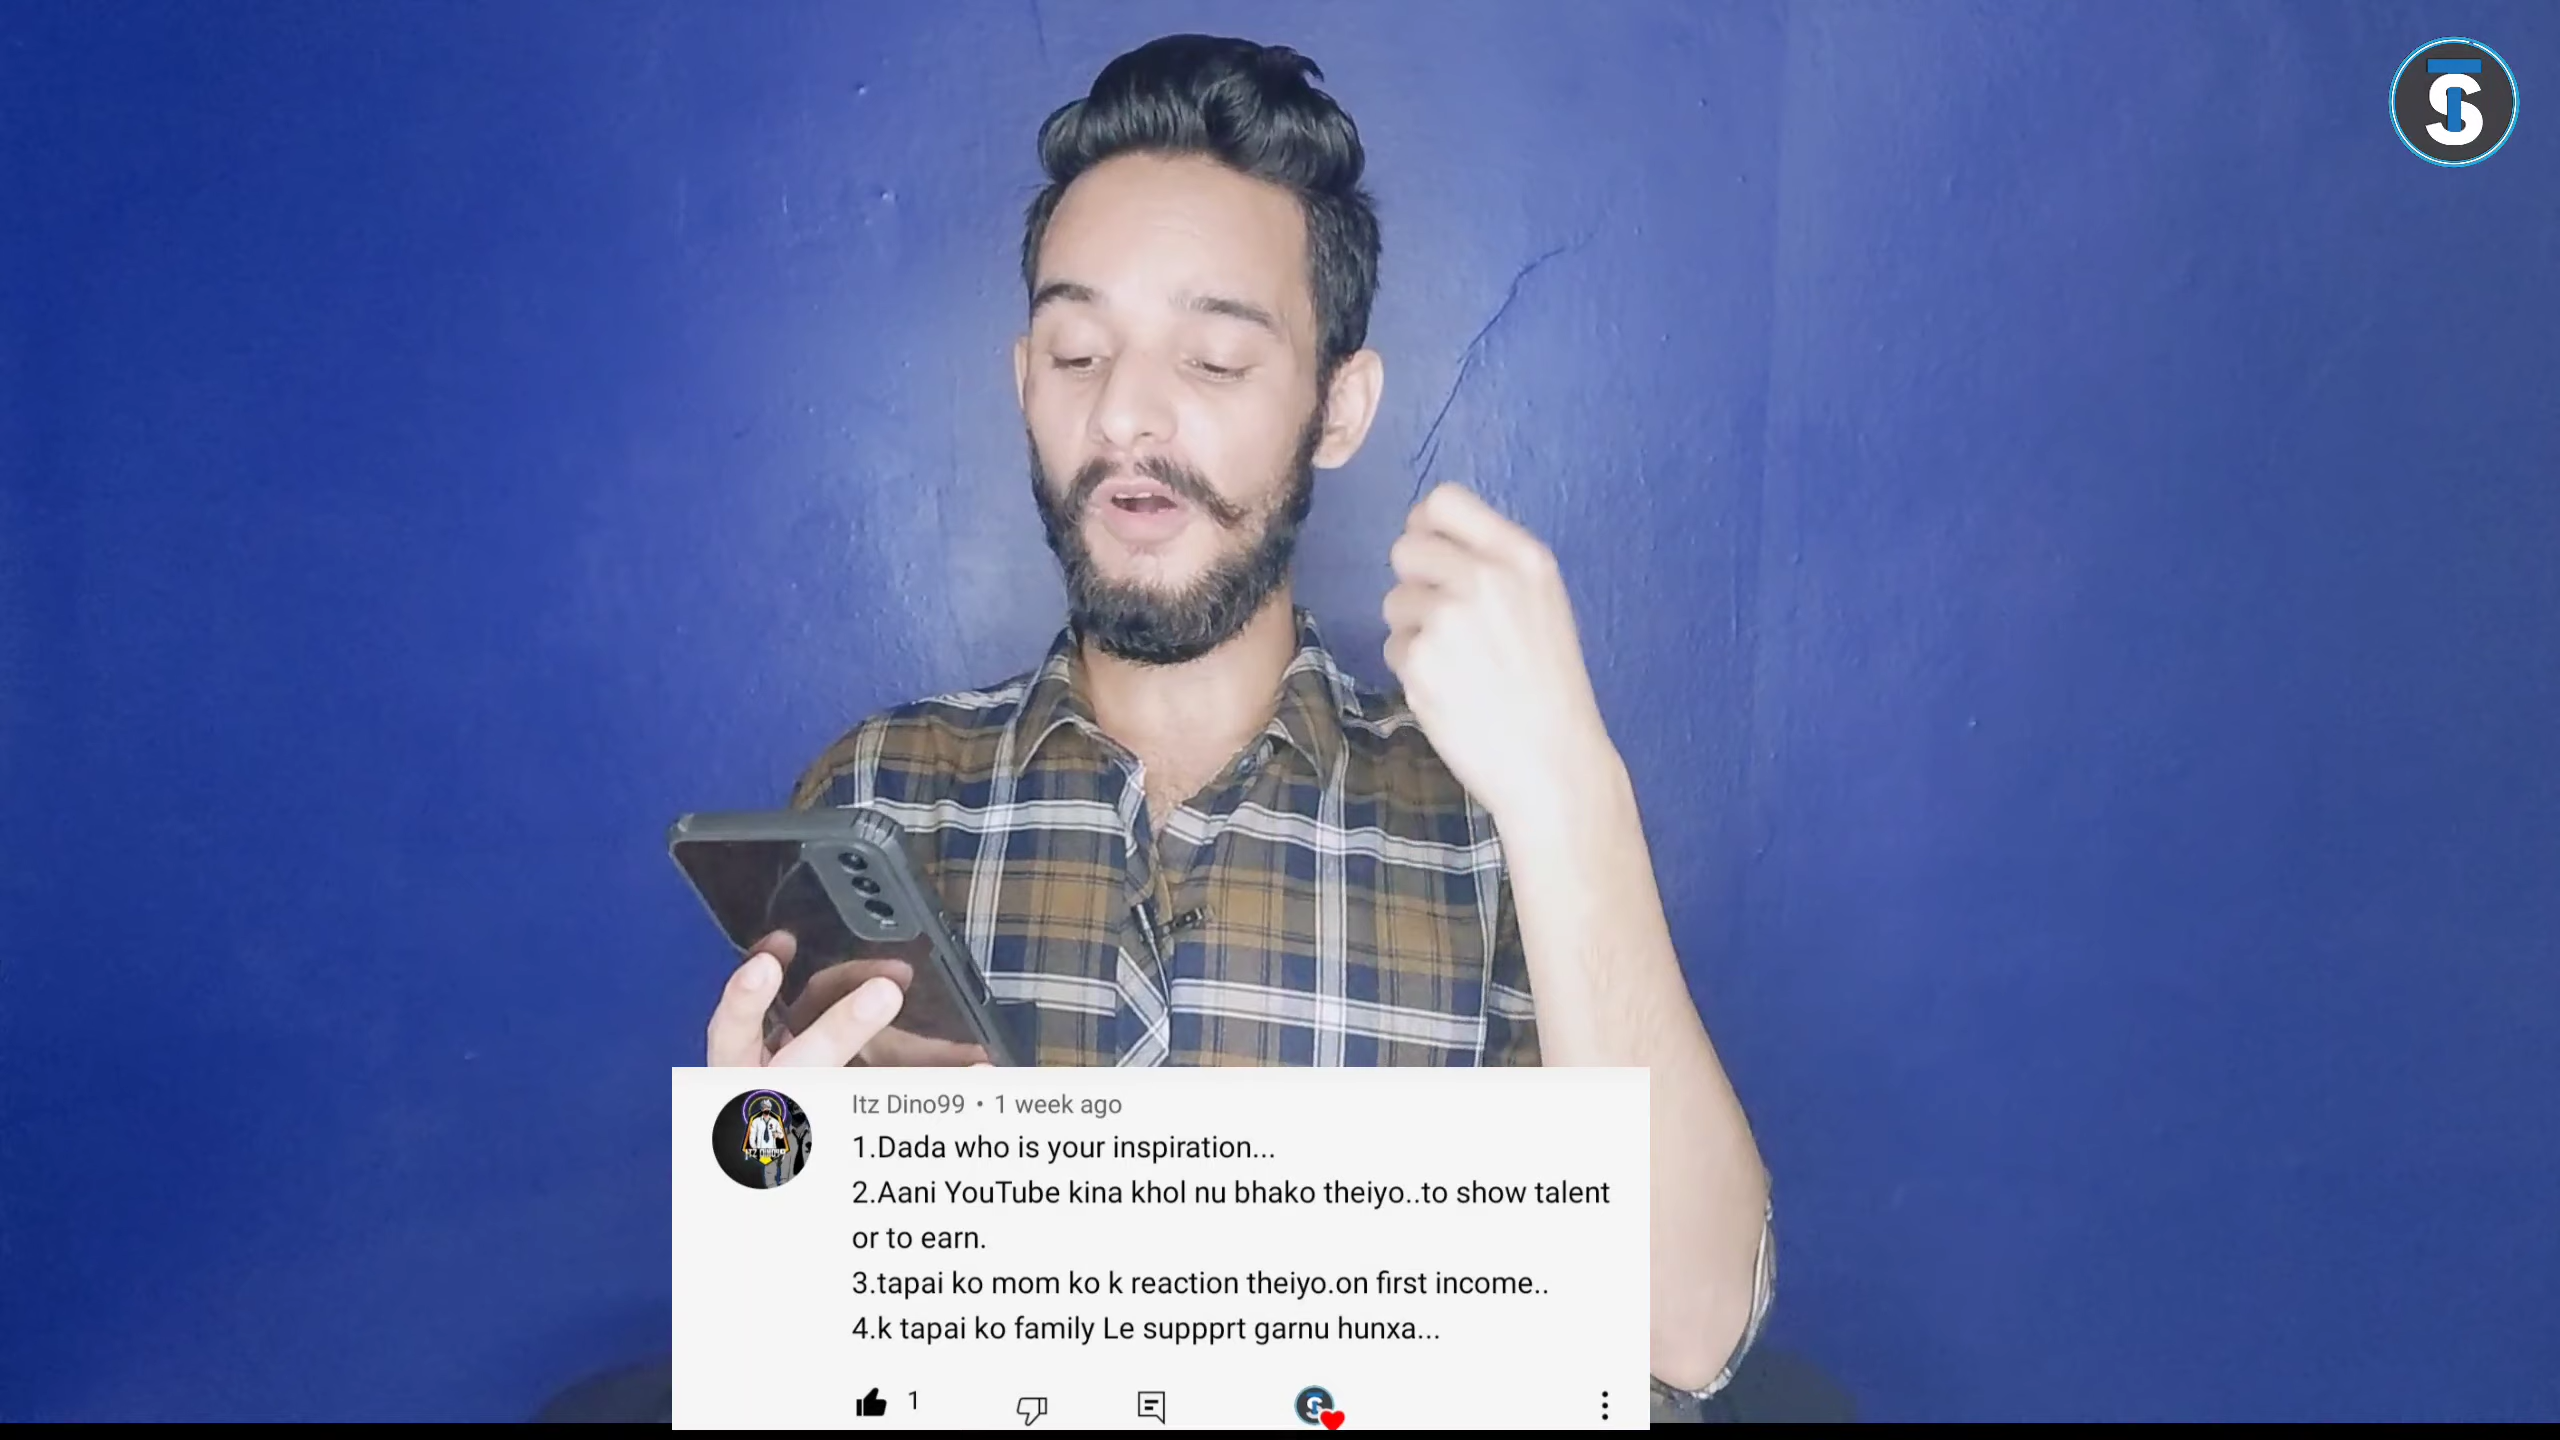 Itz Dino99 • 1 week ago
1.Dada who is your inspiration...
2.Aani YouTube kina khol nu bhako theiyo..to show talent
or to earn.
3.tapai ko mom ko k reaction theiyo.on first income..
4.k tapai ko family Le suppprt garnu hunxa...
1